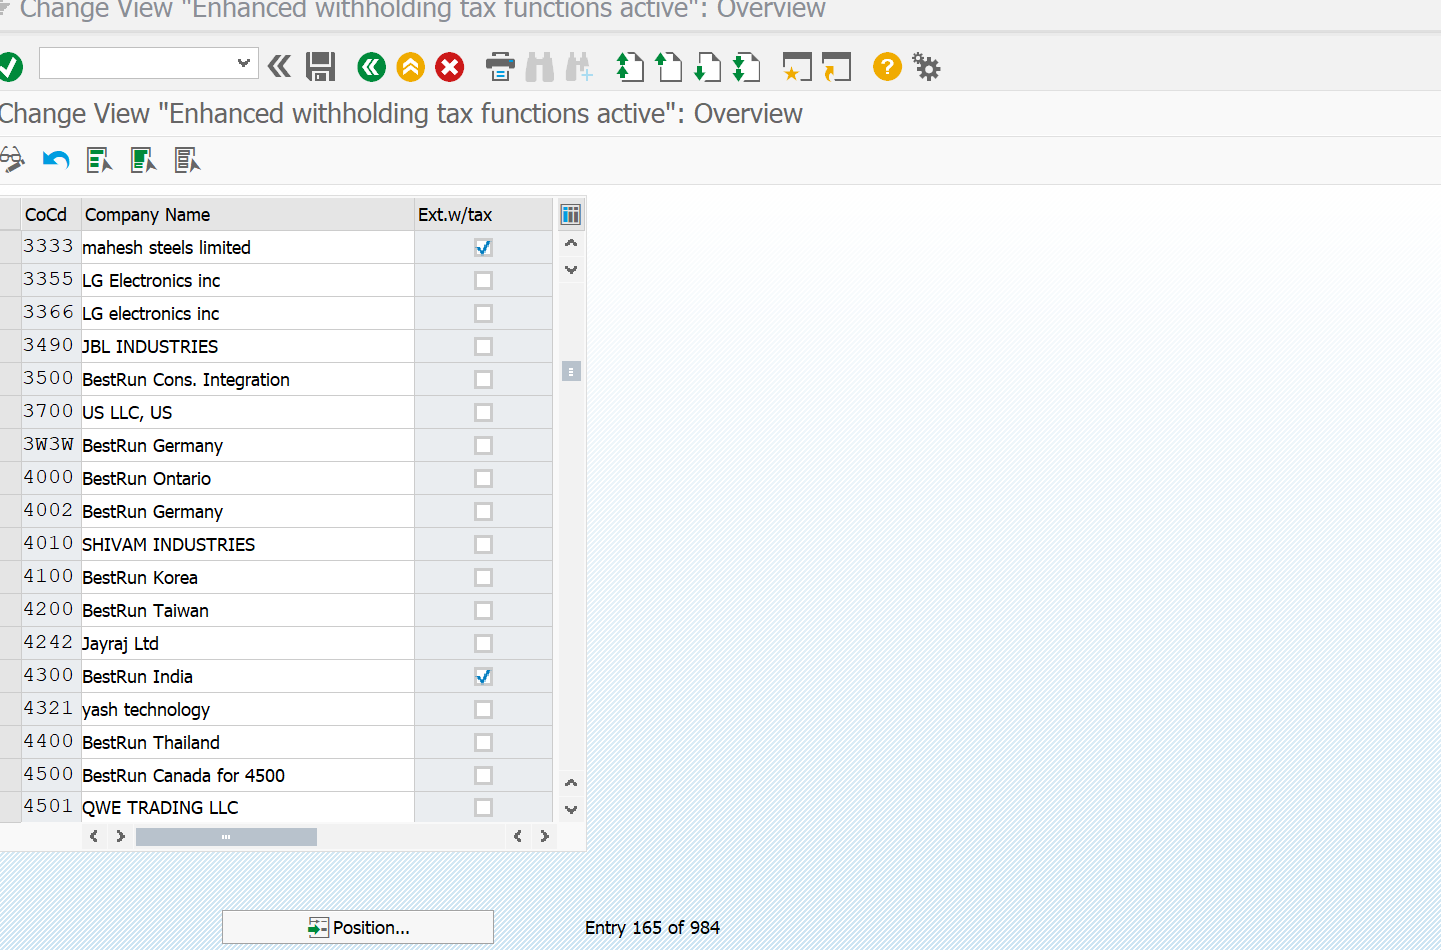 Change View "Enhanced withholding tax functions active": Overview
Change View "Enhanced withholding tax functions active": Overview
CoCd Company Name Ext.w/tax
3333 mahesh steels limited
3355 LG Electronics inc
3366 LG electronics inc
3490 JBL INDUSTRIES
3500 BestRun Cons. Integration
3700 US LLC, US
3W3W BestRun Germany
4000 BestRun Ontario
4002 BestRun Germany
4010 SHIVAM INDUSTRIES
4100 BestRun Korea
4200 BestRun Taiwan
4242 Jayraj Ltd
4300 BestRun India
4321 yash technology
4400 BestRun Thailand
4500 BestRun Canada for 4500
4501 QWE TRADING LLC
Position... Entry 165 of 984